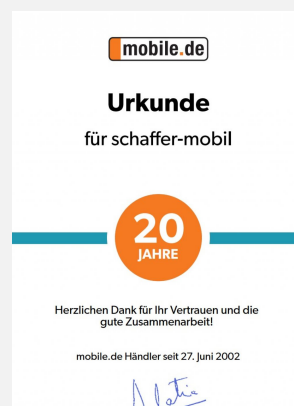 mobile.de
Urkunde
für schaffer-mobil
20
JAHRE
Herzlichen Dank für Ihr Vertrauen und die
gute Zusammenarbeit!
mobile.de Händler seit 27. Juni 2002